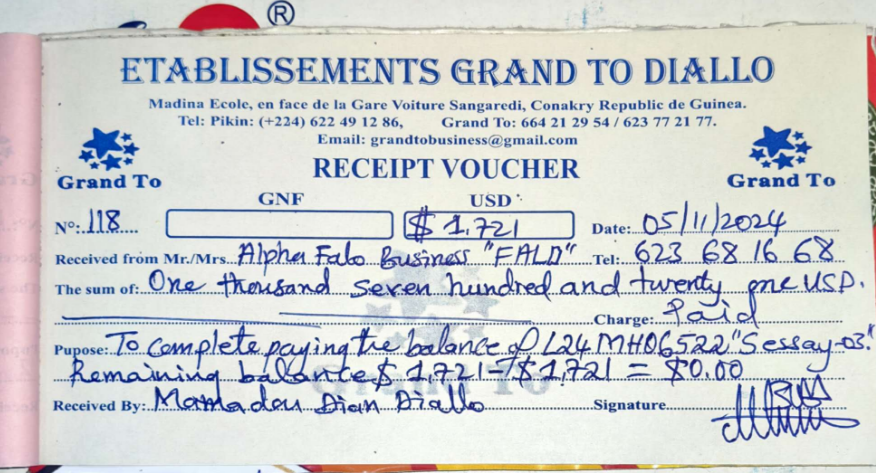 ®
ETABLISSEMENTS GRAND TO DIALLO
Madina Ecole, en face de la Gare Voiture Sangaredi, Conakry Republic de Guinea.
Tel: Pikin: (+224) 622 49 12 86, Grand To: 664 21 29 54 / 623 77 21 77.
Email: grandtobusiness@gmail.com
Grand To RECEIPT VOUCHER Grand To
GNF USD
Nº: 118 $ 1,721 Date: 05/11/2024
Received from Mr./Mrs. Alpha Falo Business "FALD" Tel: 623 68 16 68
The sum of: One thousand seven hundred and twenty one USD.
Charge: Paid
Pupose: To complete paying the balance of L24MH06522 "Sessay-03."
Remaining balance $ 1,721 - $1,721 = $0.00
Received By: Mamadou Dian Diallo Signature